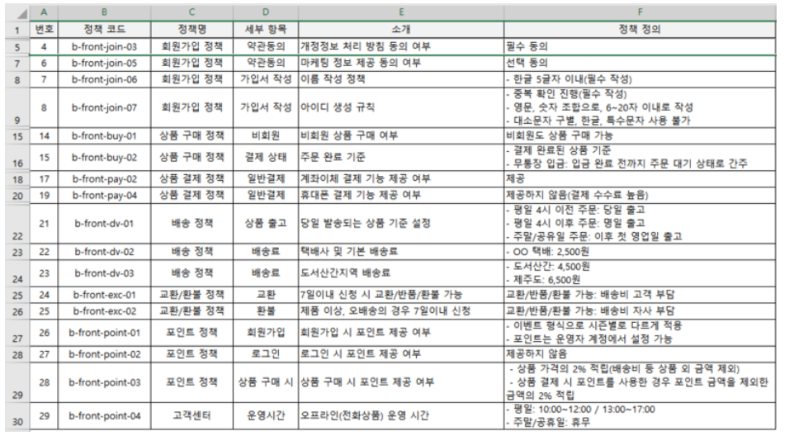 A B C D E F
1 번호 정책 코드 정책명 세부 항목 소개 정책 정의
5 4 b-front-join-03 회원가입 정책 약관동의 개정정보 처리 방침 동의 여부 필수 동의
7 6 b-front-join-05 회원가입 정책 약관동의 마케팅 정보 제공 동의 여부 선택 동의
8 7 b-front-join-06 회원가입 정책 가입서 작성 이름 작성 정책 - 한글 5글자 이내(필수 작성)
9 8 b-front-join-07 회원가입 정책 가입서 작성 아이디 생성 규칙 - 중복 확인 진행(필수 작성)
- 영문, 숫자 조합으로, 6~20자 이내로 작성
- 대소문자 구별, 한글, 특수문자 사용 불가
15 14 b-front-buy-01 상품 구매 정책 비회원 비회원 상품 구매 여부 비회원도 상품 구매 가능
16 15 b-front-buy-02 상품 구매 정책 결제 상태 주문 완료 기준 - 결제 완료된 상품 기준
- 무통장 입금: 입금 완료 전까지 주문 대기 상태로 간주
18 17 b-front-pay-02 상품 결제 정책 일반결제 계좌이체 결제 기능 제공 여부 제공
20 19 b-front-pay-04 상품 결제 정책 일반결제 휴대폰 결제 기능 제공 여부 제공하지 않음(결제 수수료 높음)
22 21 b-front-dv-01 배송 정책 상품 출고 당일 발송되는 상품 기준 설정 - 평일 4시 이전 주문: 당일 출고
- 평일 4시 이후 주문: 명일 출고
- 주말/공유일 주문: 이후 첫 영업일 출고
23 22 b-front-dv-02 배송 정책 배송료 택배사 및 기본 배송료 - OO 택배: 2,500원
24 23 b-front-dv-03 배송 정책 배송료 도서산간지역 배송료 - 도서산간: 4,500원
- 제주도: 6,500원
25 24 b-front-exc-01 교환/환불 정책 교환 7일이내 신청 시 교환/반품/환불 가능 교환/반품/환불 가능: 배송비 고객 부담
26 25 b-front-exc-02 교환/환불 정책 환불 제품 이상, 오배송의 경우 7일이내 신청 교환/반품/환불 가능: 배송비 자사 부담
27 26 b-front-point-01 포인트 정책 회원가입 회원가입 시 포인트 제공 여부 - 이벤트 형식으로 시즌별로 다르게 적용
- 포인트는 운영자 계정에서 설정 가능
28 27 b-front-point-02 포인트 정책 로그인 로그인 시 포인트 제공 여부 제공하지 않음
29 28 b-front-point-03 포인트 정책 상품 구매 시 상품 구매 시 포인트 제공 여부 - 상품 가격의 2% 적립(배송비 등 상품 외 금액 제외)
- 상품 결제 시 포인트를 사용한 경우 포인트 금액을 제외한
금액의 2% 적립
30 29 b-front-point-04 고객센터 운영시간 오프라인(전화상품) 운영 시간 - 평일: 10:00~12:00 / 13:00~17:00
- 주말/공휴일: 휴무